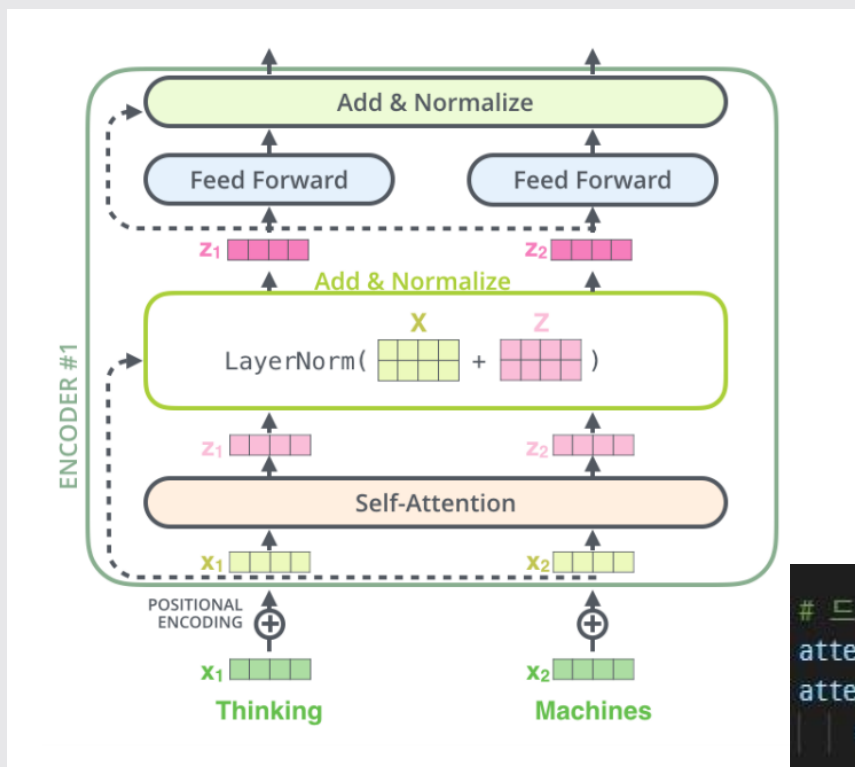 Add & Normalize
Feed Forward Feed Forward
z1 z2
Add & Normalize
X Z
LayerNorm( + )
ENCODER #1
z1 z2
Self-Attention
x1 x2
POSITIONAL
ENCODING
x1 x2
Thinking Machines
# 드
atte
atte